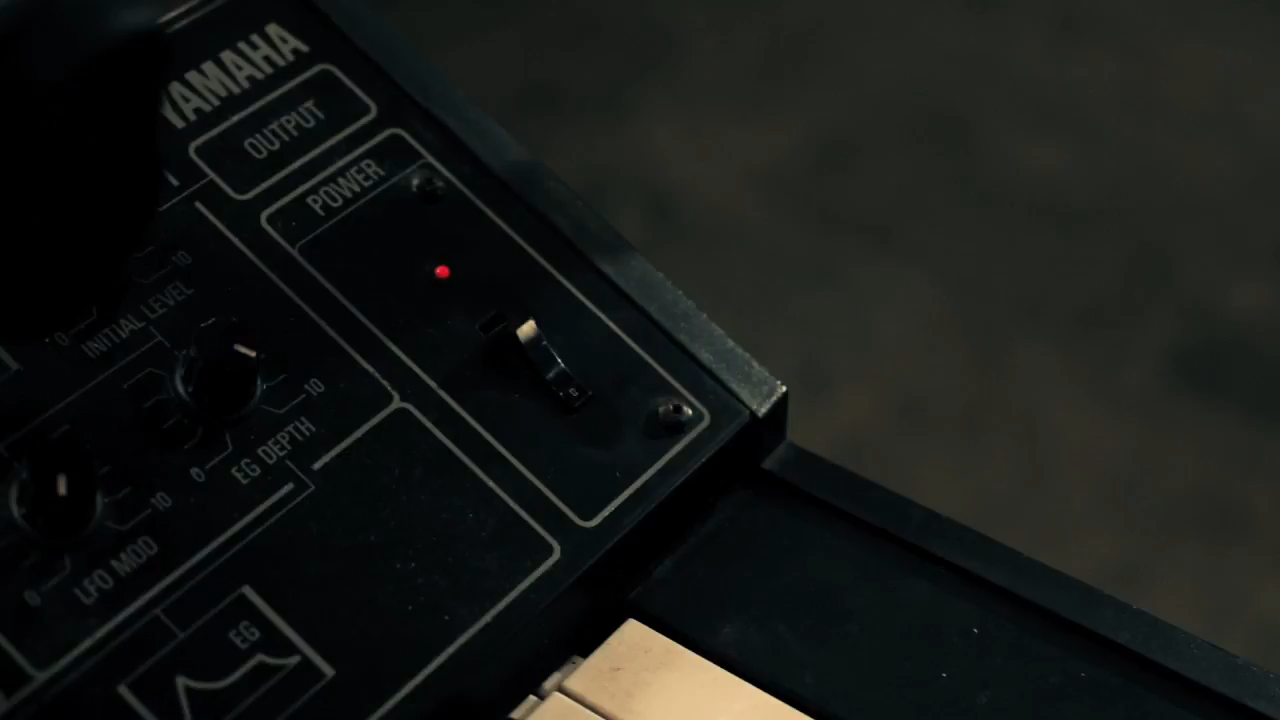 YAMAHA
OUTPUT
POWER
10
0
INITIAL LEVEL
10
0
EG DEPTH
10
0
LFO MOD
EG